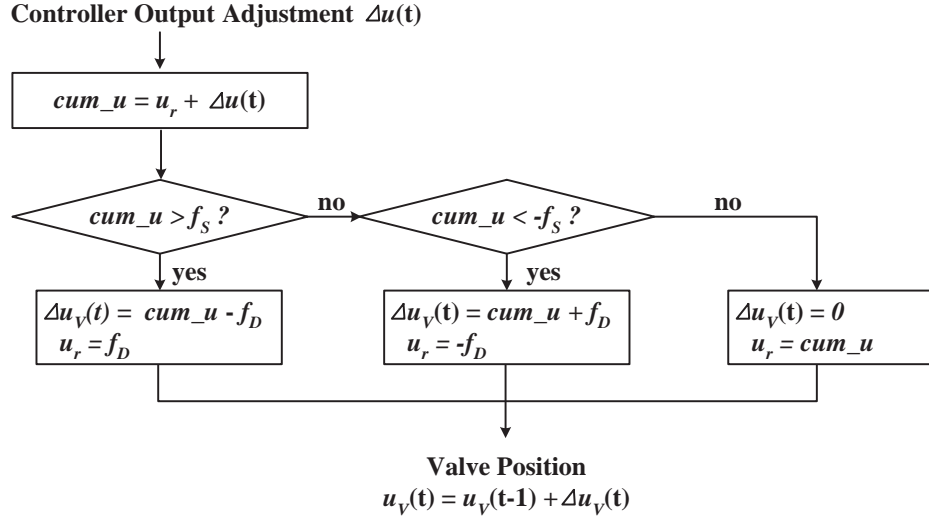 Controller Output Adjustment Δu(t)
cum_u = u_r + Δu(t)
cum_u > f_S ?
no
cum_u < -f_S ?
no
yes
yes
Δu_V(t) = cum_u - f_D
u_r = f_D
Δu_V(t) = cum_u + f_D
u_r = -f_D
Δu_V(t) = 0
u_r = cum_u
Valve Position
u_V(t) = u_V(t-1) + Δu_V(t)